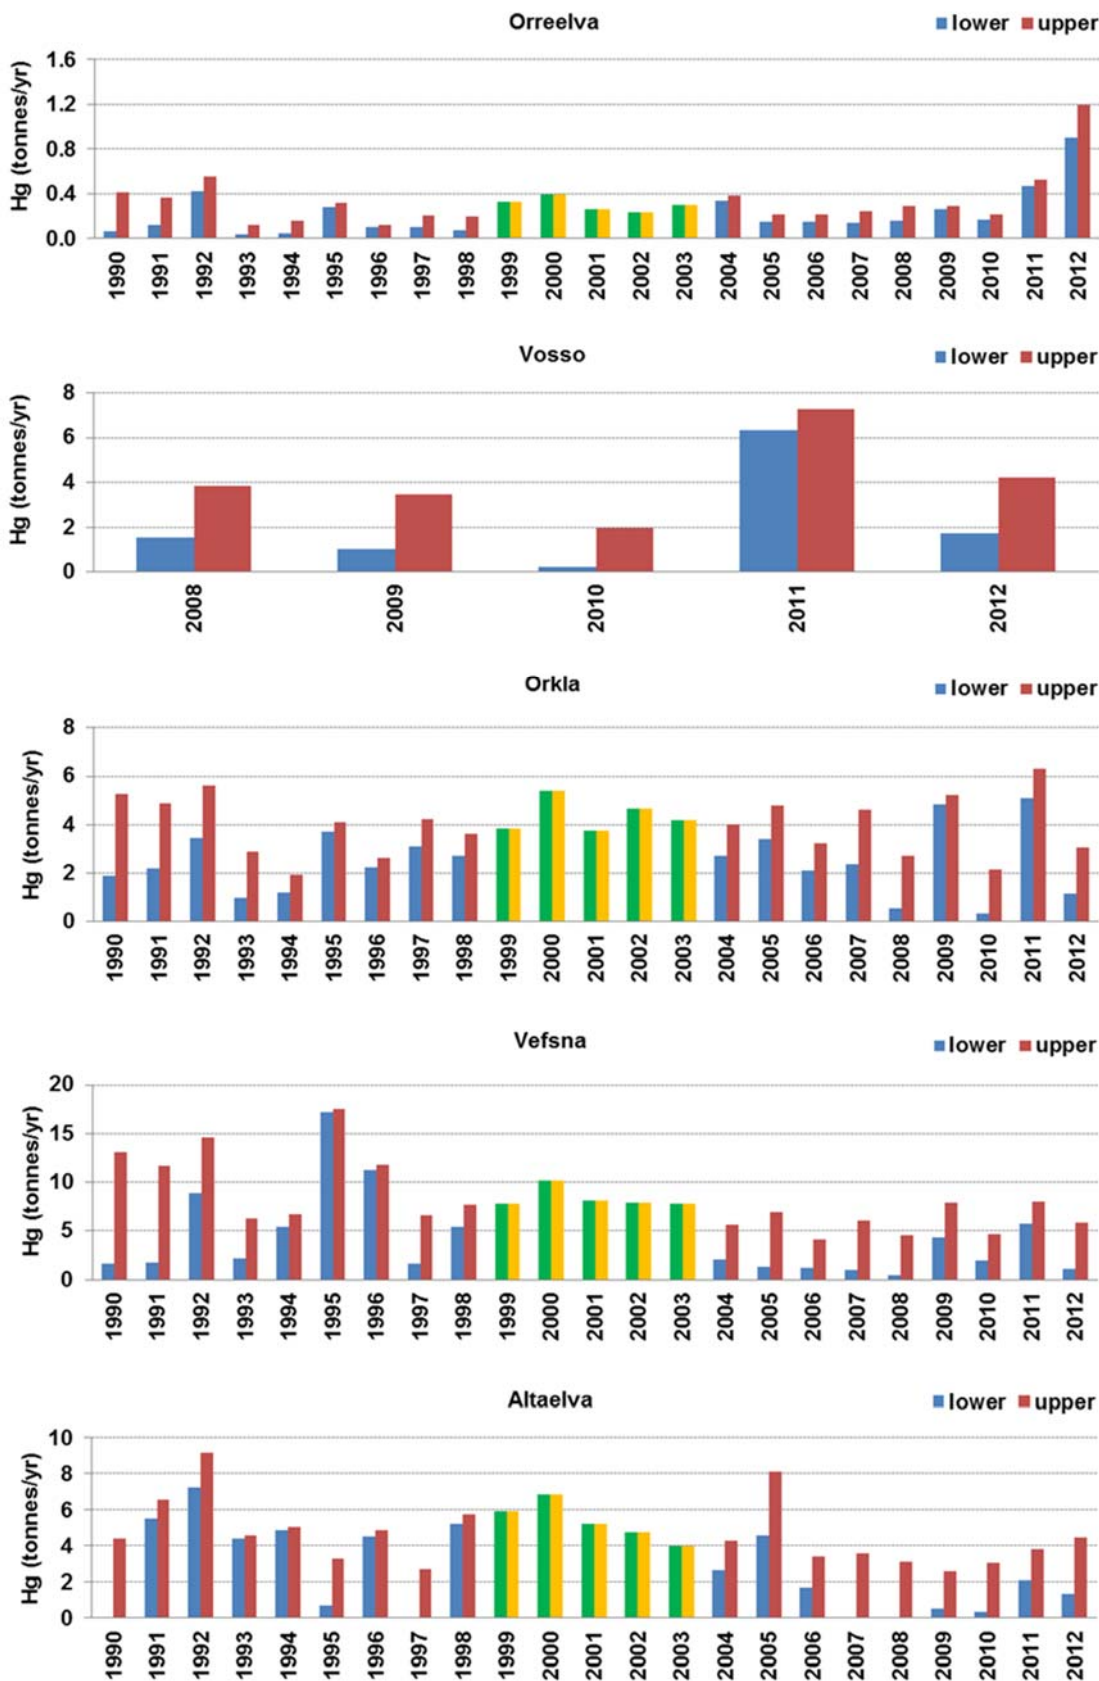 Orreelva
lower upper
Hg (tonnes/yr)
1.6
1.2
0.8
0.4
0.0
1990 1991 1992 1993 1994 1995 1996 1997 1998 1999 2000 2001 2002 2003 2004 2005 2006 2007 2008 2009 2010 2011 2012
Vosso
lower upper
Hg (tonnes/yr)
8
6
4
2
0
2008 2009 2010 2011 2012
Orkla
lower upper
Hg (tonnes/yr)
8
6
4
2
0
1990 1991 1992 1993 1994 1995 1996 1997 1998 1999 2000 2001 2002 2003 2004 2005 2006 2007 2008 2009 2010 2011 2012
Vefsna
lower upper
Hg (tonnes/yr)
20
15
10
5
0
1990 1991 1992 1993 1994 1995 1996 1997 1998 1999 2000 2001 2002 2003 2004 2005 2006 2007 2008 2009 2010 2011 2012
Altaelva
lower upper
Hg (tonnes/yr)
10
8
6
4
2
0
1990 1991 1992 1993 1994 1995 1996 1997 1998 1999 2000 2001 2002 2003 2004 2005 2006 2007 2008 2009 2010 2011 2012